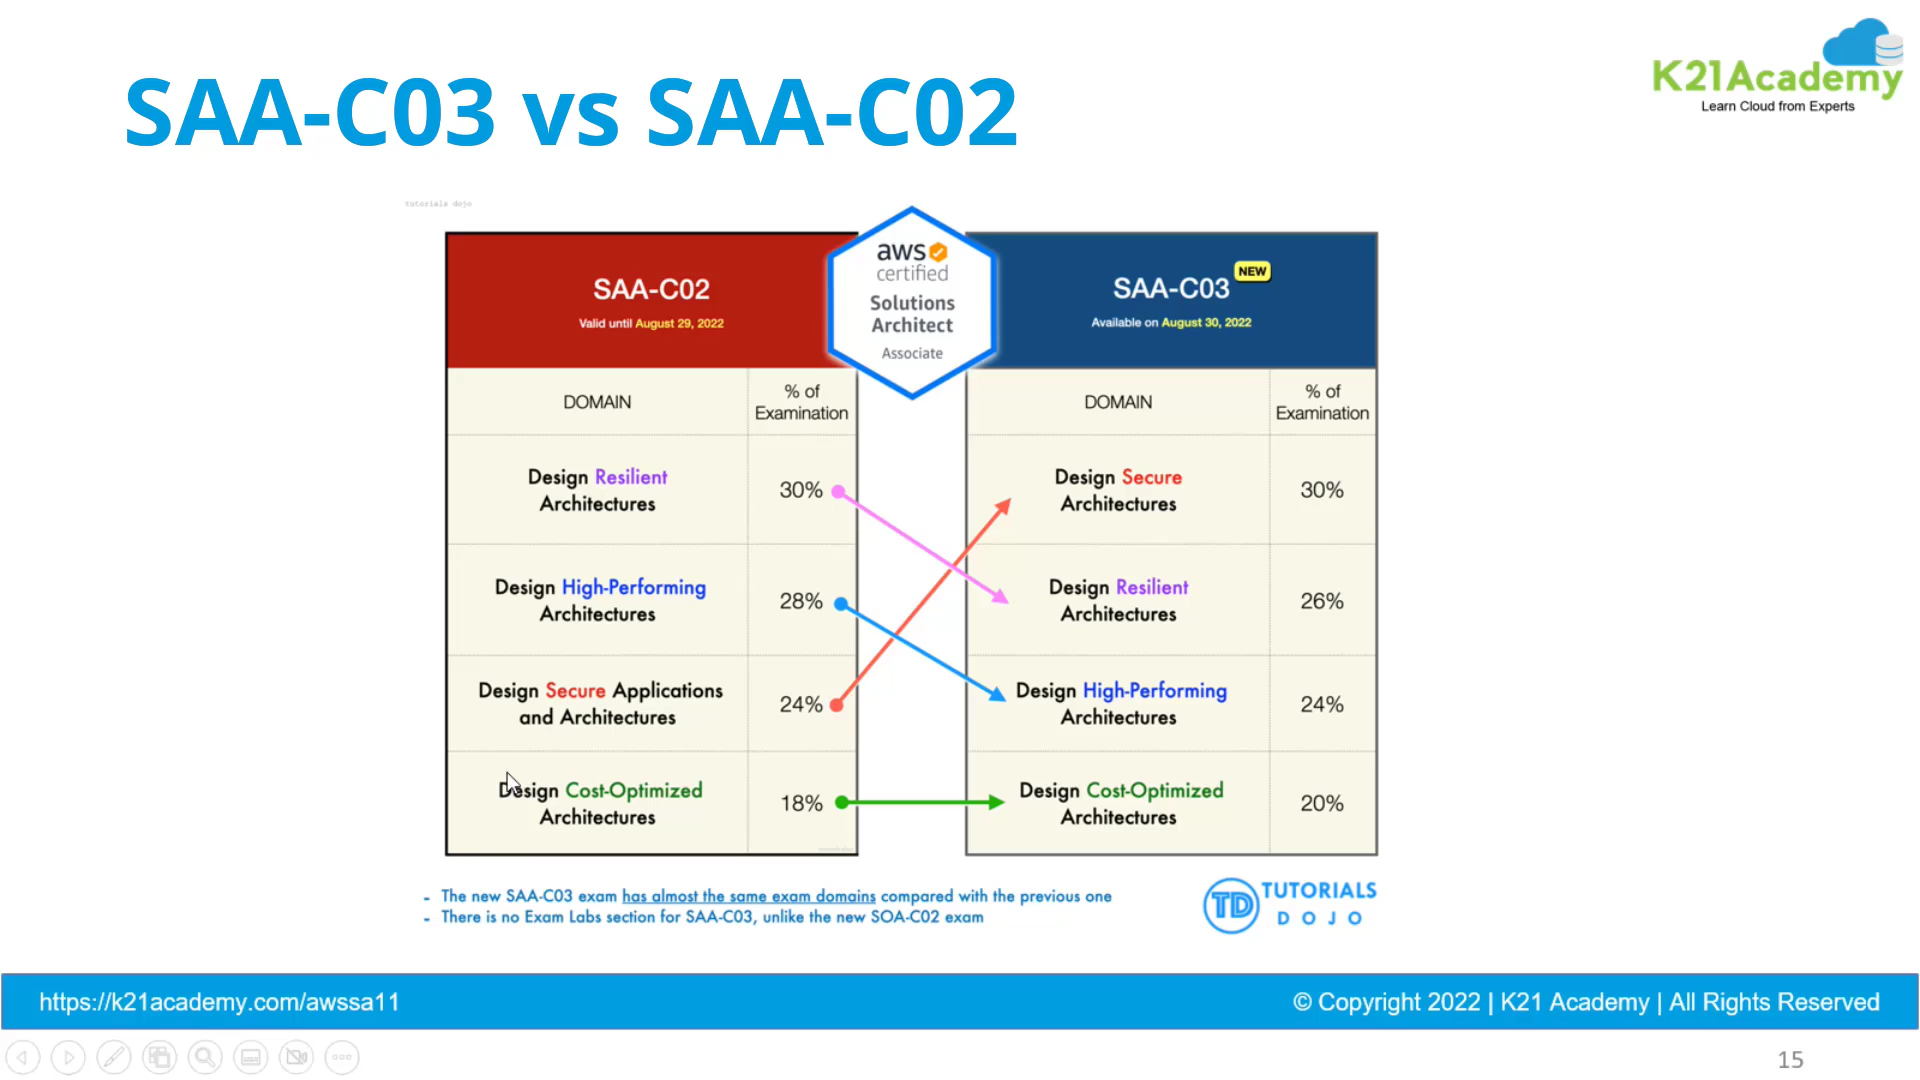 SAA-C03 vs SAA-C02
K21Academy
Learn Cloud from Experts
tutorials dojo
SAA-C02
Valid until August 29, 2022
aws
certified
Solutions
Architect
Associate
SAA-C03
NEW
Available on August 30, 2022
DOMAIN
% of
Examination
Design Resilient
Architectures
30%
Design High-Performing
Architectures
28%
Design Secure Applications
and Architectures
24%
Design Cost-Optimized
Architectures
18%
DOMAIN
% of
Examination
Design Secure
Architectures
30%
Design Resilient
Architectures
26%
Design High-Performing
Architectures
24%
Design Cost-Optimized
Architectures
20%
- The new SAA-C03 exam has almost the same exam domains compared with the previous one
- There is no Exam Labs section for SAA-C03, unlike the new SOA-C02 exam
TD
TUTORIALS
DOJO
https://k21academy.com/awssa11
© Copyright 2022 | K21 Academy | All Rights Reserved
15